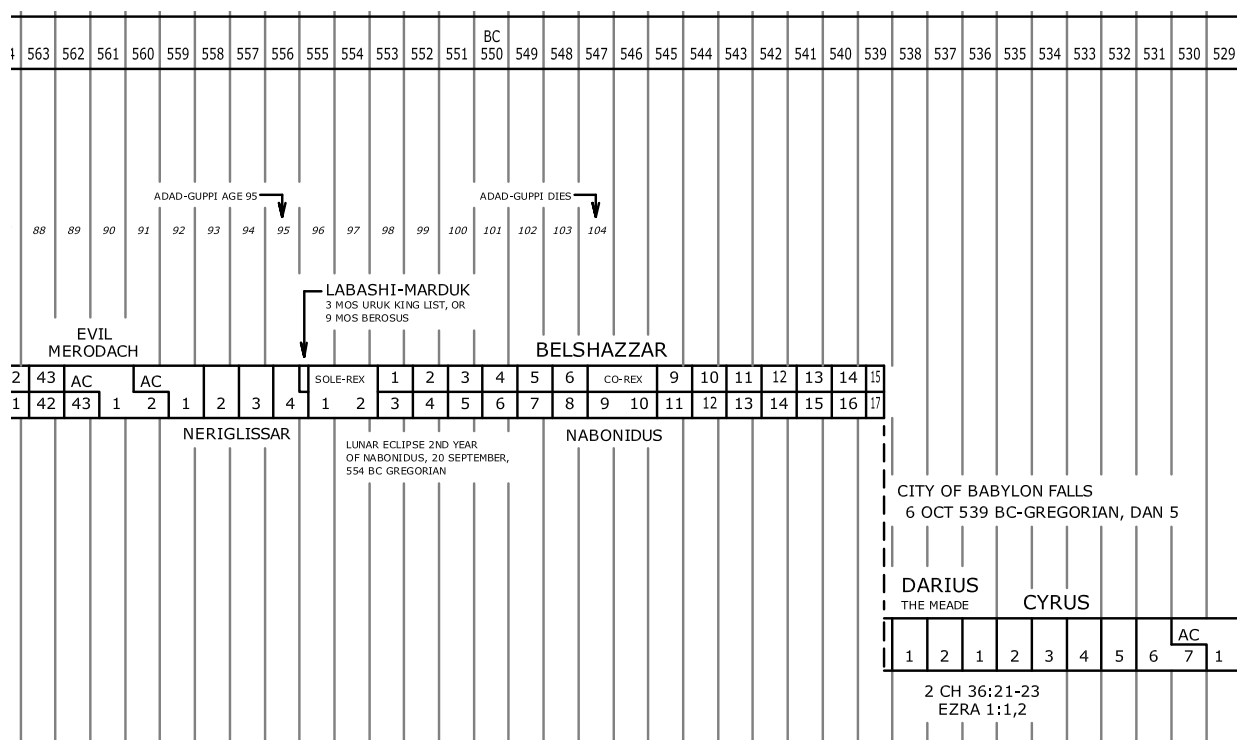 BC
4 563 562 561 560 559 558 557 556 555 554 553 552 551 550 549 548 547 546 545 544 543 542 541 540 539 538 537 536 535 534 533 532 531 530 529
ADAD-GUPPI AGE 95 ADAD-GUPPI DIES
88 89 90 91 92 93 94 95 96 97 98 99 100 101 102 103 104
LABASHI-MARDUK
3 MOS URUK KING LIST, OR
9 MOS BEROSUS
EVIL
MERODACH
BELSHAZZAR
2 43 AC AC SOLE-REX 1 2 3 4 5 6 CO-REX 9 10 11 12 13 14 15
1 42 43 1 2 1 2 3 4 1 2 3 4 5 6 7 8 9 10 11 12 13 14 15 16 17
NERIGLISSAR
NABONIDUS
LUNAR ECLIPSE 2ND YEAR
OF NABONIDUS, 20 SEPTEMBER,
554 BC GREGORIAN
CITY OF BABYLON FALLS
6 OCT 539 BC-GREGORIAN, DAN 5
DARIUS
THE MEADE
CYRUS
AC
1 2 1 2 3 4 5 6 7 1
2 CH 36:21-23
EZRA 1:1,2